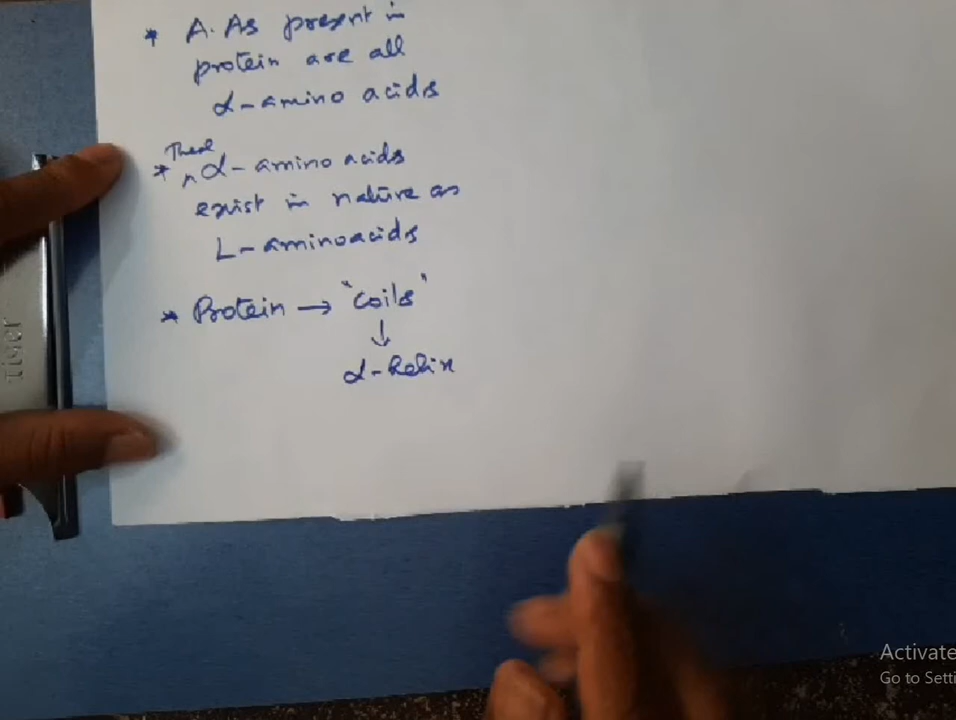 * A.As present in
protein are all
α-amino acids
These
* ^ α-amino acids
exist in nature as
L-aminoacids
* Protein → "coils"
↓
α-helix
TIGER
Activate
Go to Setti